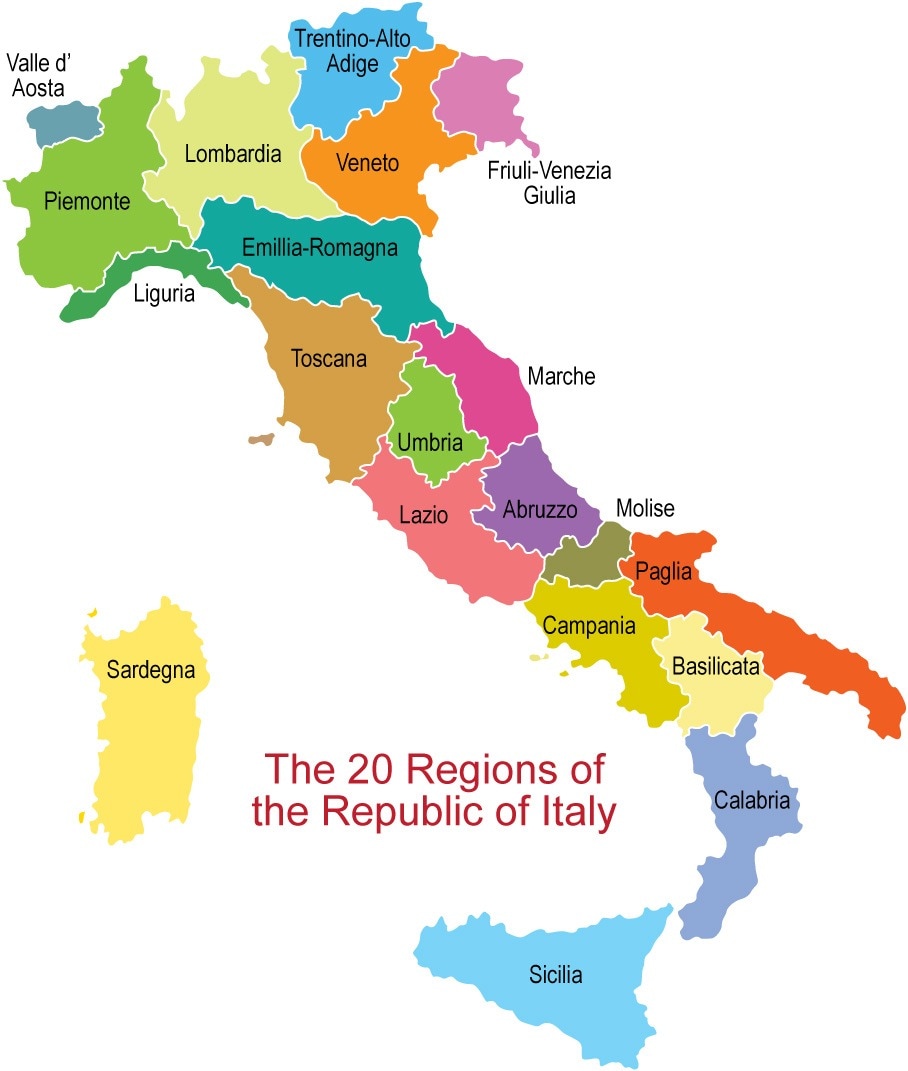 Trentino-Alto
Adige
Valle d'
Aosta
Lombardia
Veneto
Friuli-Venezia
Giulia
Piemonte
Emillia-Romagna
Liguria
Toscana
Marche
Umbria
Lazio
Abruzzo
Molise
Paglia
Campania
Basilicata
Sardegna
The 20 Regions of
the Republic of Italy
Calabria
Sicilia